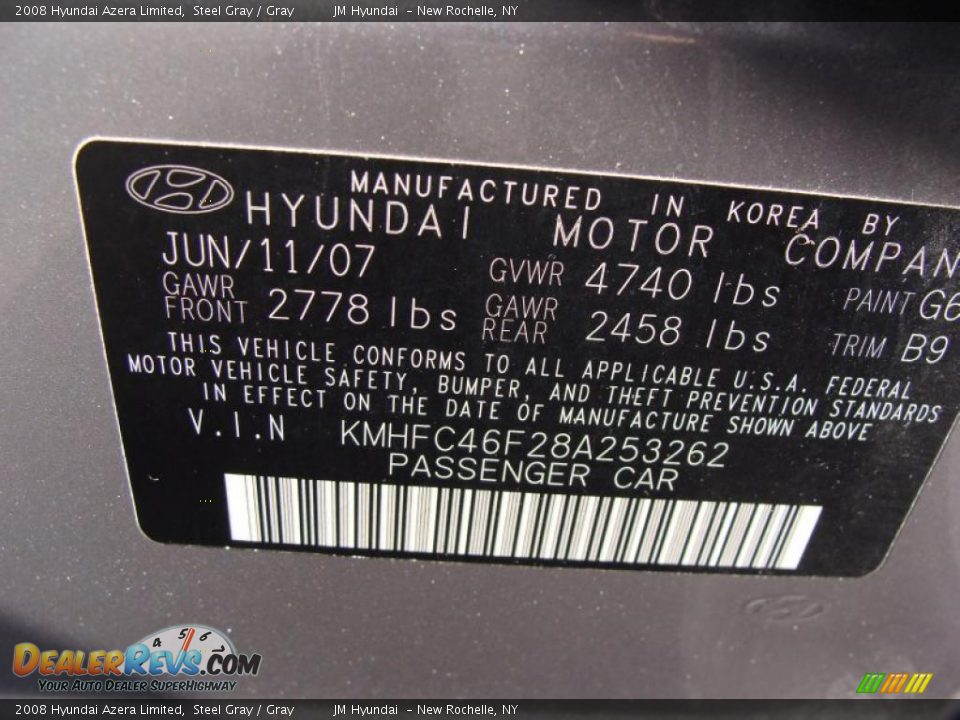 2008 Hyundai Azera Limited, Steel Gray / Gray JM Hyundai - New Rochelle, NY
MANUFACTURED IN KOREA BY
HYUNDAI MOTOR COMPAN
JUN/11/07 GVWR 4740 lbs PAINT G6
GAWR FRONT 2778 lbs GAWR REAR 2458 lbs TRIM B9
THIS VEHICLE CONFORMS TO ALL APPLICABLE U.S.A. FEDERAL
MOTOR VEHICLE SAFETY, BUMPER, AND THEFT PREVENTION STANDARDS
IN EFFECT ON THE DATE OF MANUFACTURE SHOWN ABOVE
V.I.N KMHFC46F28A253262
PASSENGER CAR
4 5 6 7
DEALERREVS.COM
YOUR AUTO DEALER SUPERHIGHWAY
2008 Hyundai Azera Limited, Steel Gray / Gray JM Hyundai - New Rochelle, NY